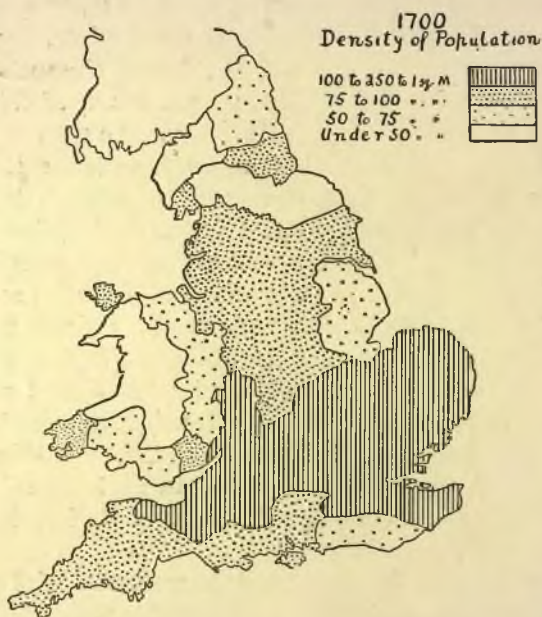 1700
Density of Population
100 to 250 to 1 sq M
75 to 100 " . "
50 to 75 " "
Under 50 " "